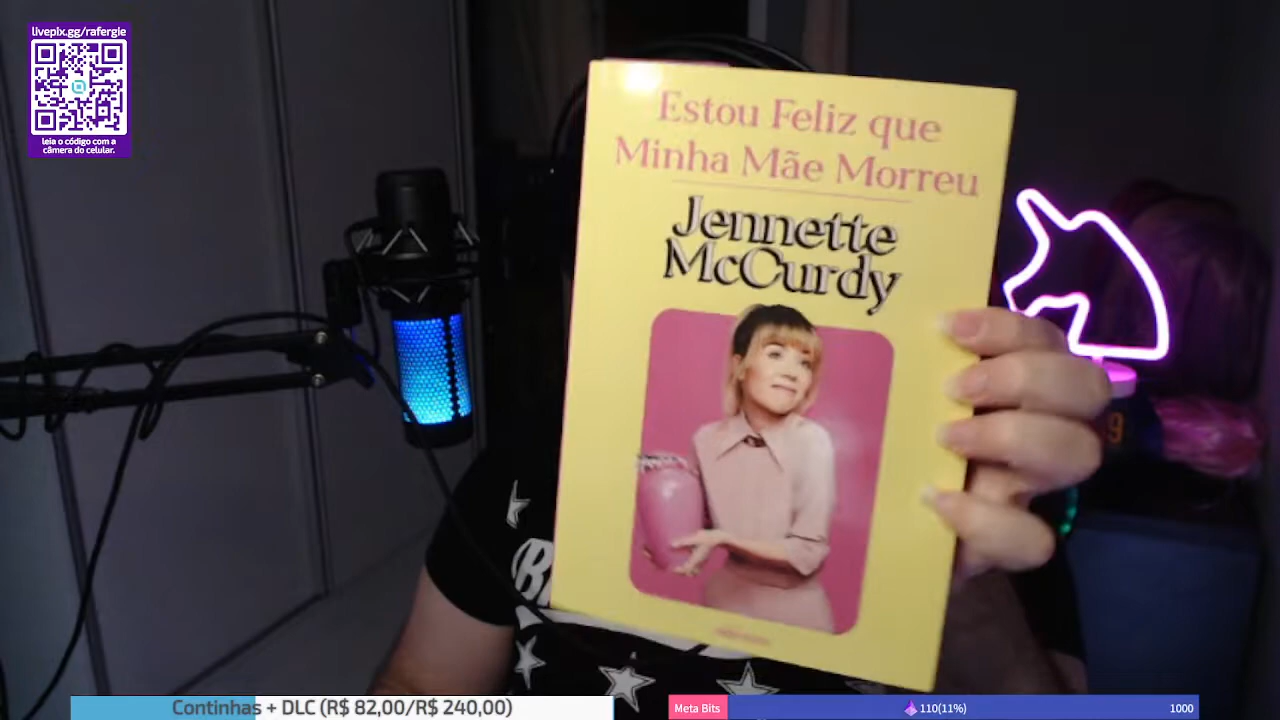 livepix.gg/rafergie
leia o código com a
câmera do celular.
Estou Feliz que
Minha Mãe Morreu
Jennette
McCurdy
9
Continhas + DLC (R$ 82,00/R$ 240,00)
Meta Bits
110(11%)
1000